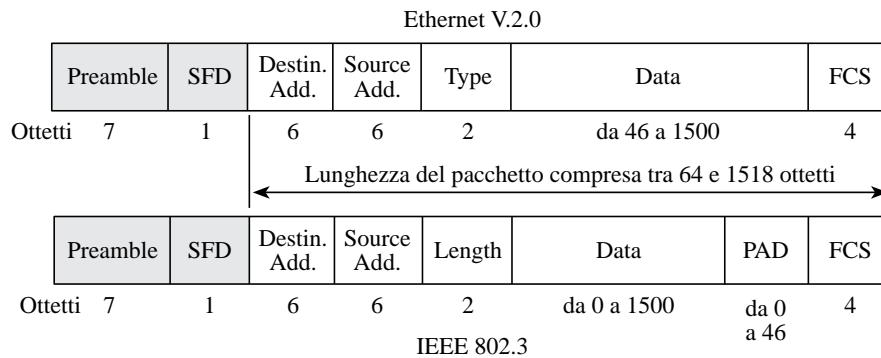 Ethernet V.2.0
Preamble SFD Destin. Add. Source Add. Type Data FCS
Ottetti 7 1 6 6 2 da 46 a 1500 4
Lunghezza del pacchetto compresa tra 64 e 1518 ottetti
Preamble SFD Destin. Add. Source Add. Length Data PAD FCS
Ottetti 7 1 6 6 2 da 0 a 1500 da 0 a 46 4
IEEE 802.3